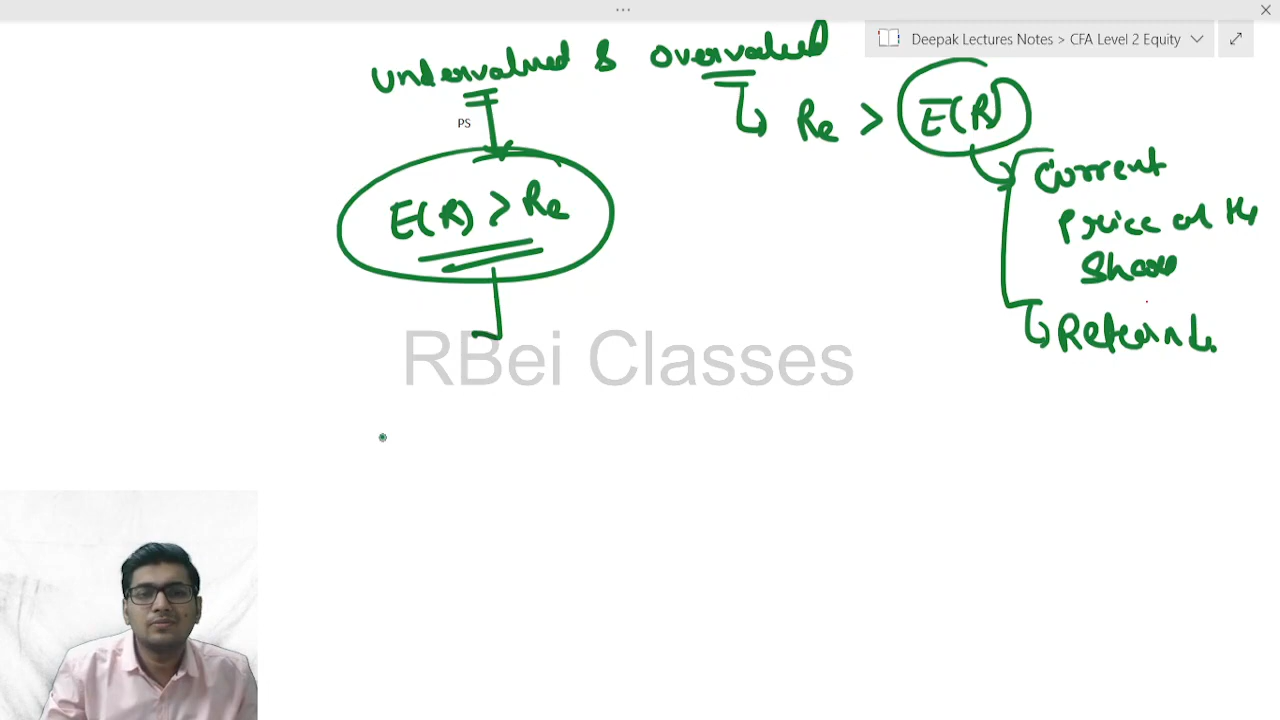 ...
Deepak Lectures Notes > CFA Level 2 Equity
undervalued & overvalued
PS
Re > E(R)
E(R) > Re
Current
Price of the
Share
Returns.
RBei Classes